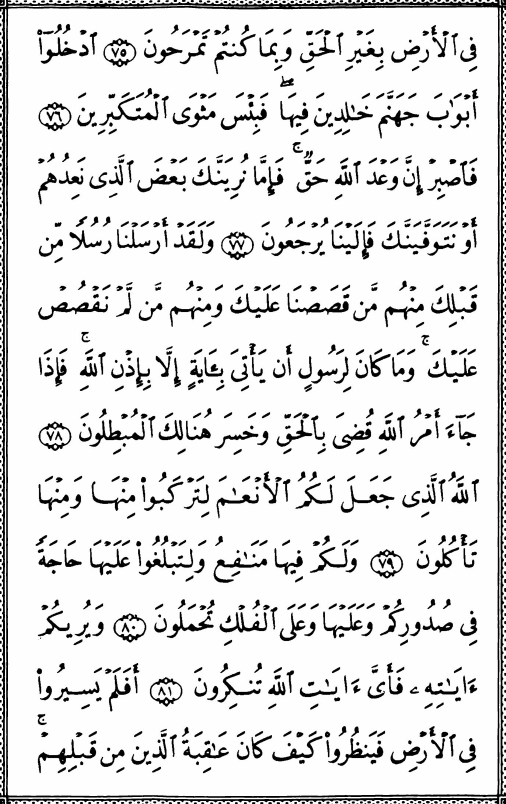 فِي ٱلۡأَرۡضِ بِغَيۡرِ ٱلۡحَقِّ وَبِمَا كُنتُمۡ تَمۡرَحُونَ ٧٥ ٱدۡخُلُوٓاْ
أَبۡوَٰبَ جَهَنَّمَ خَٰلِدِينَ فِيهَاۖ فَبِئۡسَ مَثۡوَى ٱلۡمُتَكَبِّرِينَ ٧٦
فَٱصۡبِرۡ إِنَّ وَعۡدَ ٱللَّهِ حَقّٞۚ فَإِمَّا نُرِيَنَّكَ بَعۡضَ ٱلَّذِي نَعِدُهُمۡ
أَوۡ نَتَوَفَّيَنَّكَ فَإِلَيۡنَا يُرۡجَعُونَ ٧٧ وَلَقَدۡ أَرۡسَلۡنَا رُسُلٗا مِّن
قَبۡلِكَ مِنۡهُم مَّن قَصَصۡنَا عَلَيۡكَ وَمِنۡهُم مَّن لَّمۡ نَقۡصُصۡ
عَلَيۡكَۗ وَمَا كَانَ لِرَسُولٍ أَن يَأۡتِيَ بِـَٔايَةٍ إِلَّا بِإِذۡنِ ٱللَّهِۚ فَإِذَا
جَآءَ أَمۡرُ ٱللَّهِ قُضِيَ بِٱلۡحَقِّ وَخَسِرَ هُنَالِكَ ٱلۡمُبۡطِلُونَ ٧٨
ٱللَّهُ ٱلَّذِي جَعَلَ لَكُمُ ٱلۡأَنۡعَٰمَ لِتَرۡكَبُواْ مِنۡهَا وَمِنۡهَا
تَأۡكُلُونَ ٧٩ وَلَكُمۡ فِيهَا مَنَٰفِعُ وَلِتَبۡلُغُواْ عَلَيۡهَا حَاجَةٗ
فِي صُدُورِكُمۡ وَعَلَيۡهَا وَعَلَى ٱلۡفُلۡكِ تُحۡمَلُونَ ٨٠ وَيُرِيكُمۡ
ءَايَٰتِهِۦ فَأَيَّ ءَايَٰتِ ٱللَّهِ تُنكِرُونَ ٨١ أَفَلَمۡ يَسِيرُواْ
فِي ٱلۡأَرۡضِ فَيَنظُرُواْ كَيۡفَ كَانَ عَٰقِبَةُ ٱلَّذِينَ مِن قَبۡلِهِمۡۚ